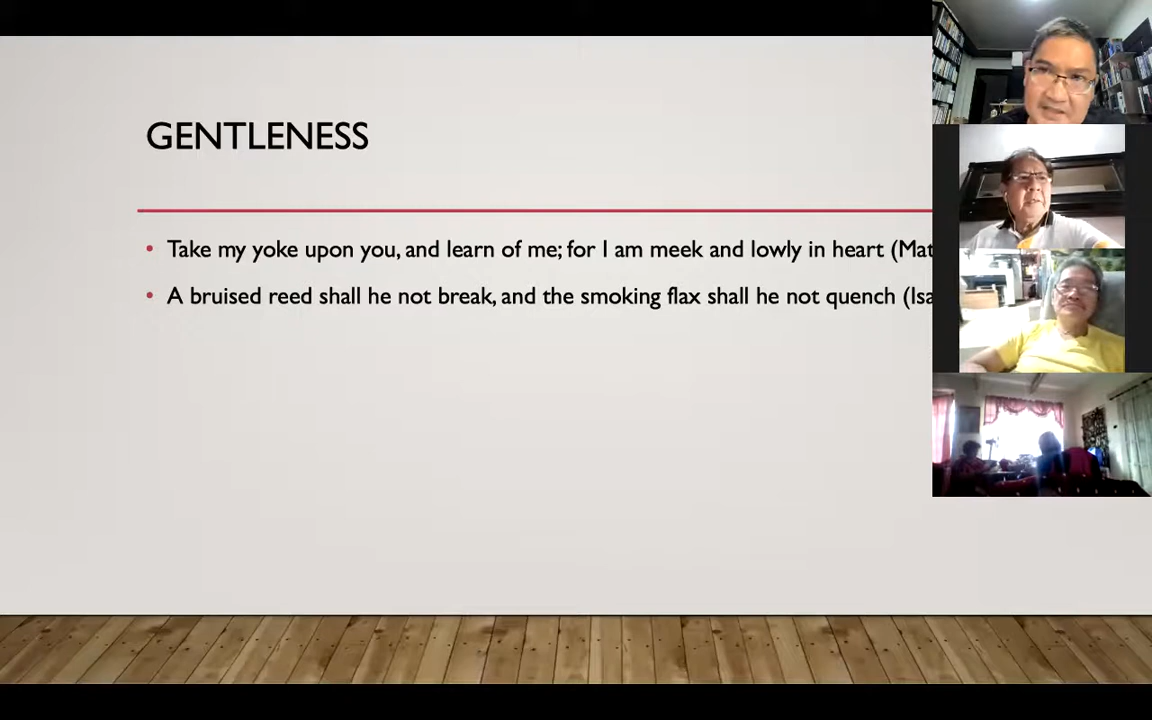 GENTLENESS
• Take my yoke upon you, and learn of me; for I am meek and lowly in heart (Mat
• A bruised reed shall he not break, and the smoking flax shall he not quench (Isa